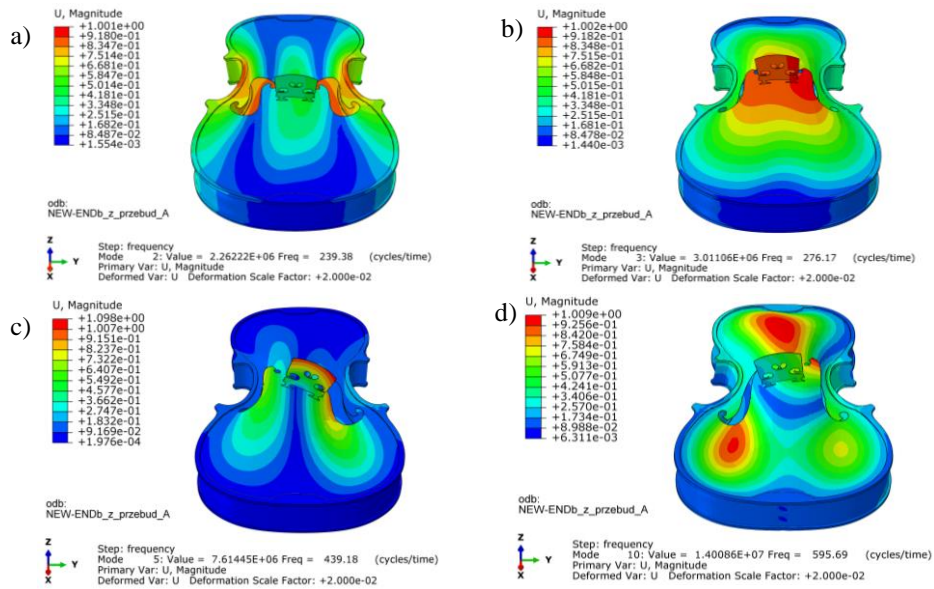 a)
U, Magnitude
+1.001e+00
+9.180e-01
+8.347e-01
+7.514e-01
+6.681e-01
+5.847e-01
+5.014e-01
+4.181e-01
+3.348e-01
+2.515e-01
+1.682e-01
+8.487e-02
+1.554e-03
odb:
NEW-ENDb_z_przebud_A
Z
Y
X
Step: frequency
Mode 2: Value = 2.26222E+06 Freq = 239.38 (cycles/time)
Primary Var: U, Magnitude
Deformed Var: U Deformation Scale Factor: +2.000e-02
b)
U, Magnitude
+1.002e+00
+9.182e-01
+8.348e-01
+7.515e-01
+6.681e-01
+5.848e-01
+5.015e-01
+4.181e-01
+3.348e-01
+2.515e-01
+1.681e-01
+8.478e-02
+1.440e-03
odb:
NEW-ENDb_z_przebud_A
Z
Y
X
Step: frequency
Mode 3: Value = 3.01106E+06 Freq = 276.17 (cycles/time)
Primary Var: U, Magnitude
Deformed Var: U Deformation Scale Factor: +2.000e-02
c)
U, Magnitude
+1.098e+00
+1.007e+00
+9.151e-01
+8.237e-01
+7.322e-01
+6.407e-01
+5.492e-01
+4.577e-01
+3.662e-01
+2.747e-01
+1.832e-01
+9.169e-02
+1.976e-04
odb:
NEW-ENDb_z_przebud_A
Z
Y
X
Step: frequency
Mode 5: Value = 7.61445E+06 Freq = 439.18 (cycles/time)
Primary Var: U, Magnitude
Deformed Var: U Deformation Scale Factor: +2.000e-02
d)
U, Magnitude
+1.009e+00
+9.256e-01
+8.420e-01
+7.584e-01
+6.749e-01
+5.913e-01
+5.077e-01
+4.241e-01
+3.406e-01
+2.570e-01
+1.734e-01
+8.988e-02
+6.311e-03
odb:
NEW-ENDb_z_przebud_A
Z
Y
X
Step: frequency
Mode 10: Value = 1.40086E+07 Freq = 595.69 (cycles/time)
Primary Var: U, Magnitude
Deformed Var: U Deformation Scale Factor: +2.000e-02